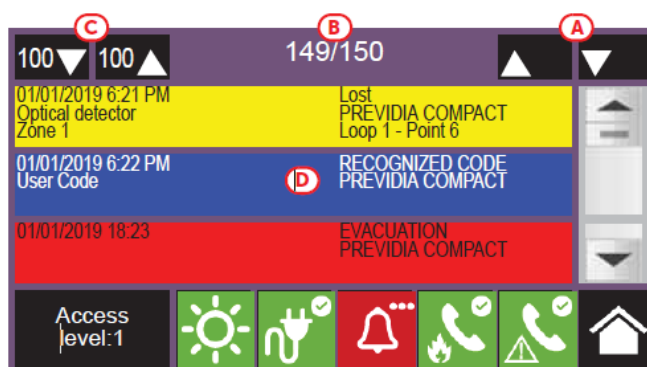 C
B
A
100 100
149/150
01/01/2019 6:21 PM
Optical detector
Zone 1
Lost
PREVIDIA COMPACT
Loop 1 - Point 6
01/01/2019 6:22 PM
User Code
D
RECOGNIZED CODE
PREVIDIA COMPACT
01/01/2019 18:23
EVACUATION
PREVIDIA COMPACT
Access
level:1